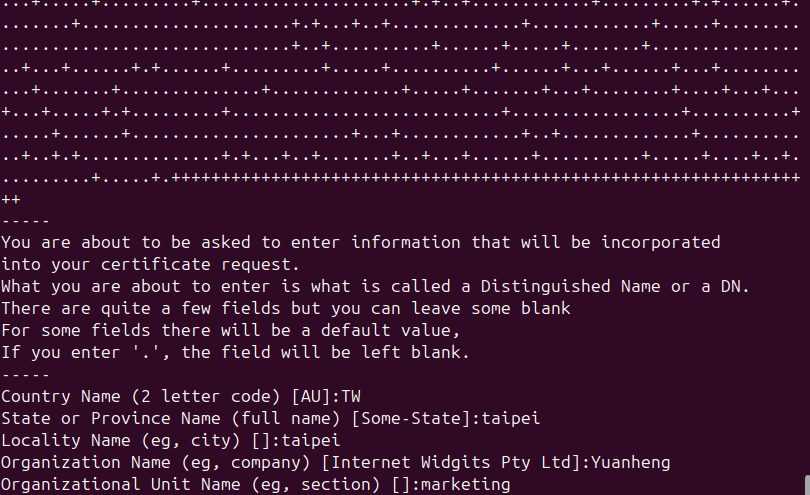 ...+.....+.........+.....................+.+..+............+.........+.+......+.
.......+.....................+.+...+..+.............+............+.....+........
.............................+..+..........+......+.....+.......+...............
..+...+......+.+......+.........+.....+..........+......+...+......+...+........
...+.......+..............+.............+.....+.......+...+........+....+...+...
+...+.....+.+.........+...........................+.................+..........+
.....+......+......................+...+............+..+.............+..........
..+..+.+..............+.+...+..+.......+..+...+......+..........+.....+....+..+.
.........+.....+.+++++++++++++++++++++++++++++++++++++++++++++++++++++++++++++++
++
-----
You are about to be asked to enter information that will be incorporated
into your certificate request.
What you are about to enter is what is called a Distinguished Name or a DN.
There are quite a few fields but you can leave some blank
For some fields there will be a default value,
If you enter '.', the field will be left blank.
-----
Country Name (2 letter code) [AU]:TW
State or Province Name (full name) [Some-State]:taipei
Locality Name (eg, city) []:taipei
Organization Name (eg, company) [Internet Widgits Pty Ltd]:Yuanheng
Organizational Unit Name (eg, section) []:marketing